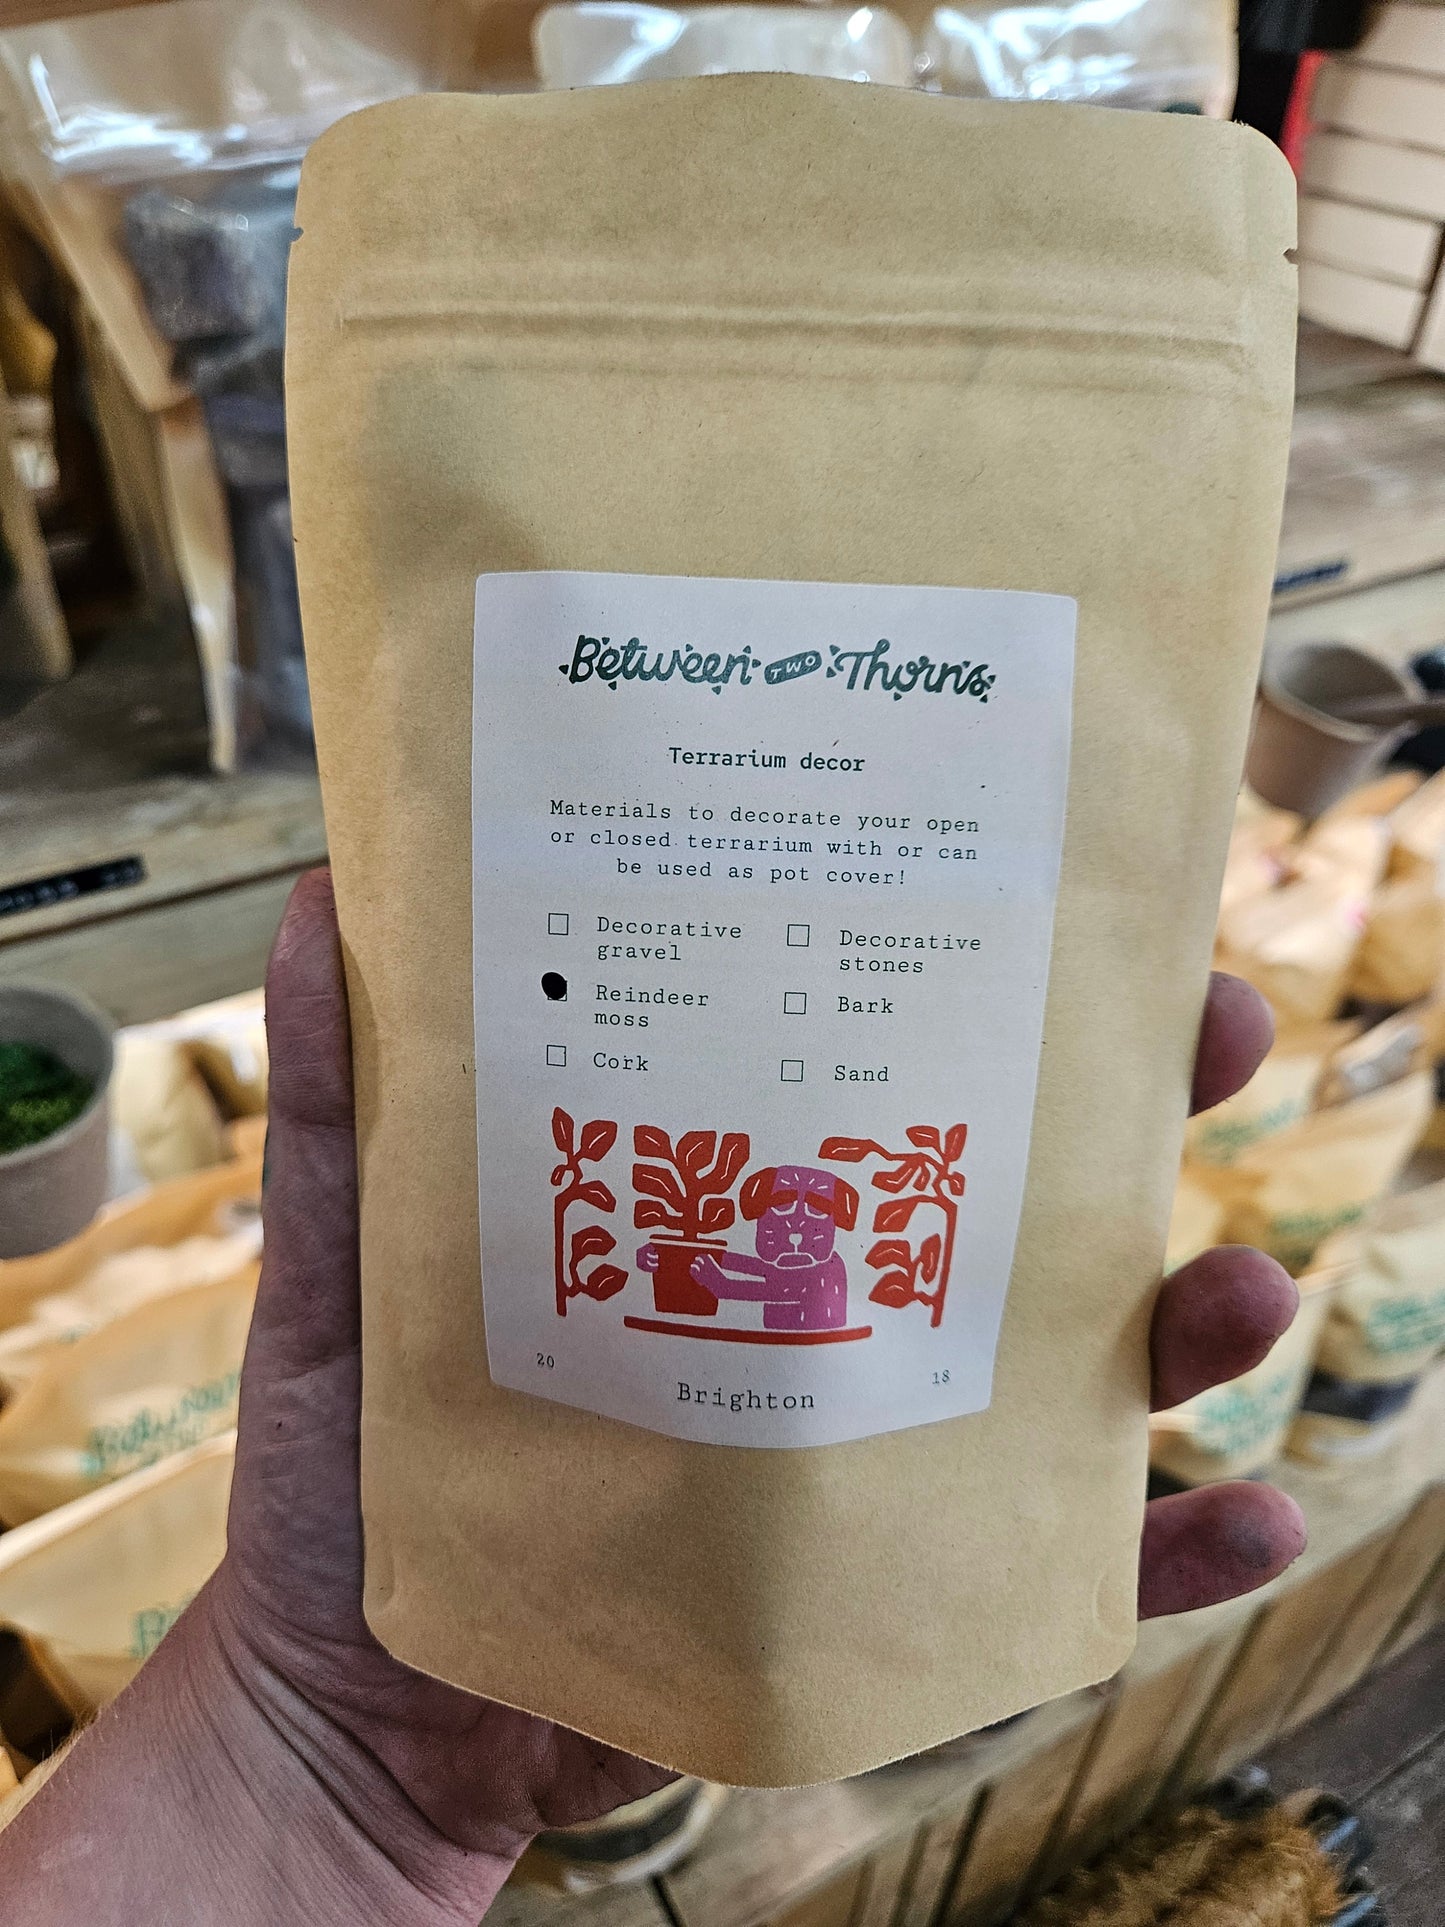 Between TWO Thorns
Terrarium decor
Materials to decorate your open
or closed terrarium with or can
be used as pot cover!
Decorative
gravel
Decorative
stones
Reindeer
moss
Bark
Cork
Sand
20
18
Brighton